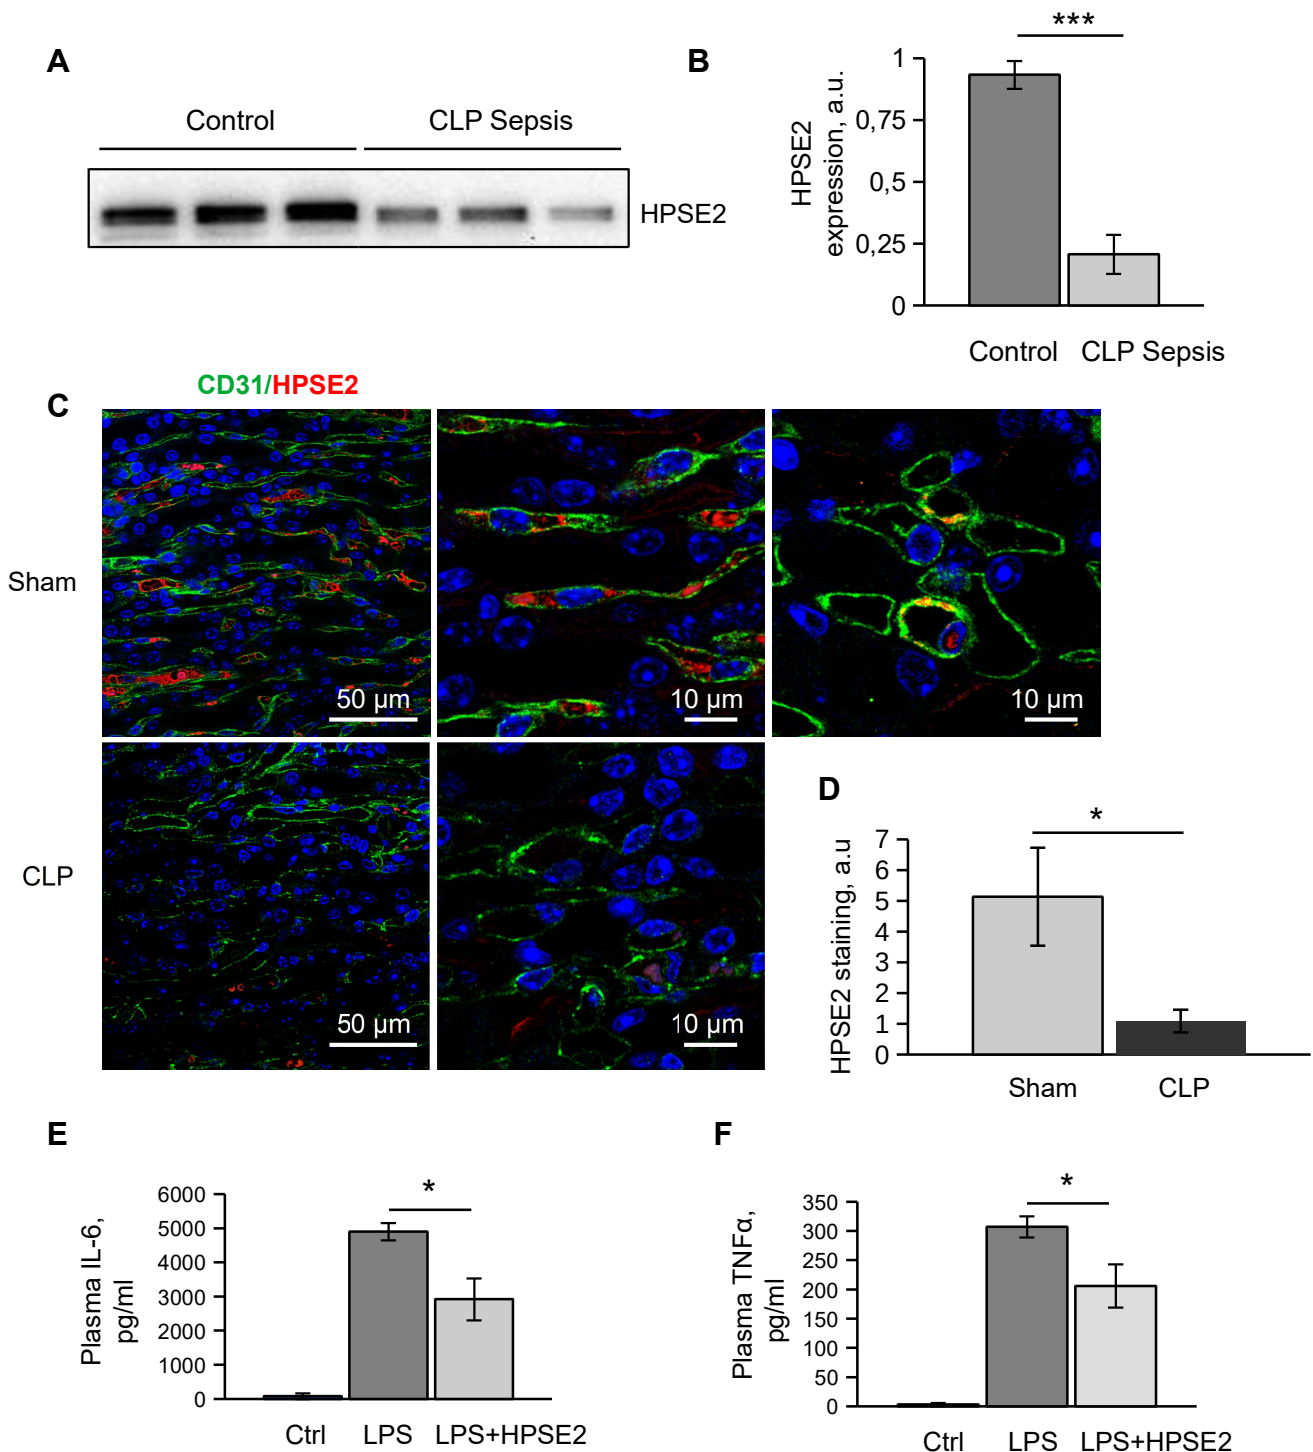 A
Control
CLP Sepsis
HPSE2
B
***
HPSE2
expression, a.u.
1
0,75
0,5
0,25
0
Control
CLP Sepsis
C
CD31/HPSE2
Sham
50 μm
10 μm
10 μm
CLP
50 μm
10 μm
D
*
HPSE2 staining, a.u
7
6
5
4
3
2
1
0
Sham
CLP
E
*
Plasma IL-6,
pg/ml
6000
5000
4000
3000
2000
1000
0
Ctrl
LPS
LPS+HPSE2
F
*
Plasma TNFα,
pg/ml
350
300
250
200
150
100
50
0
Ctrl
LPS
LPS+HPSE2